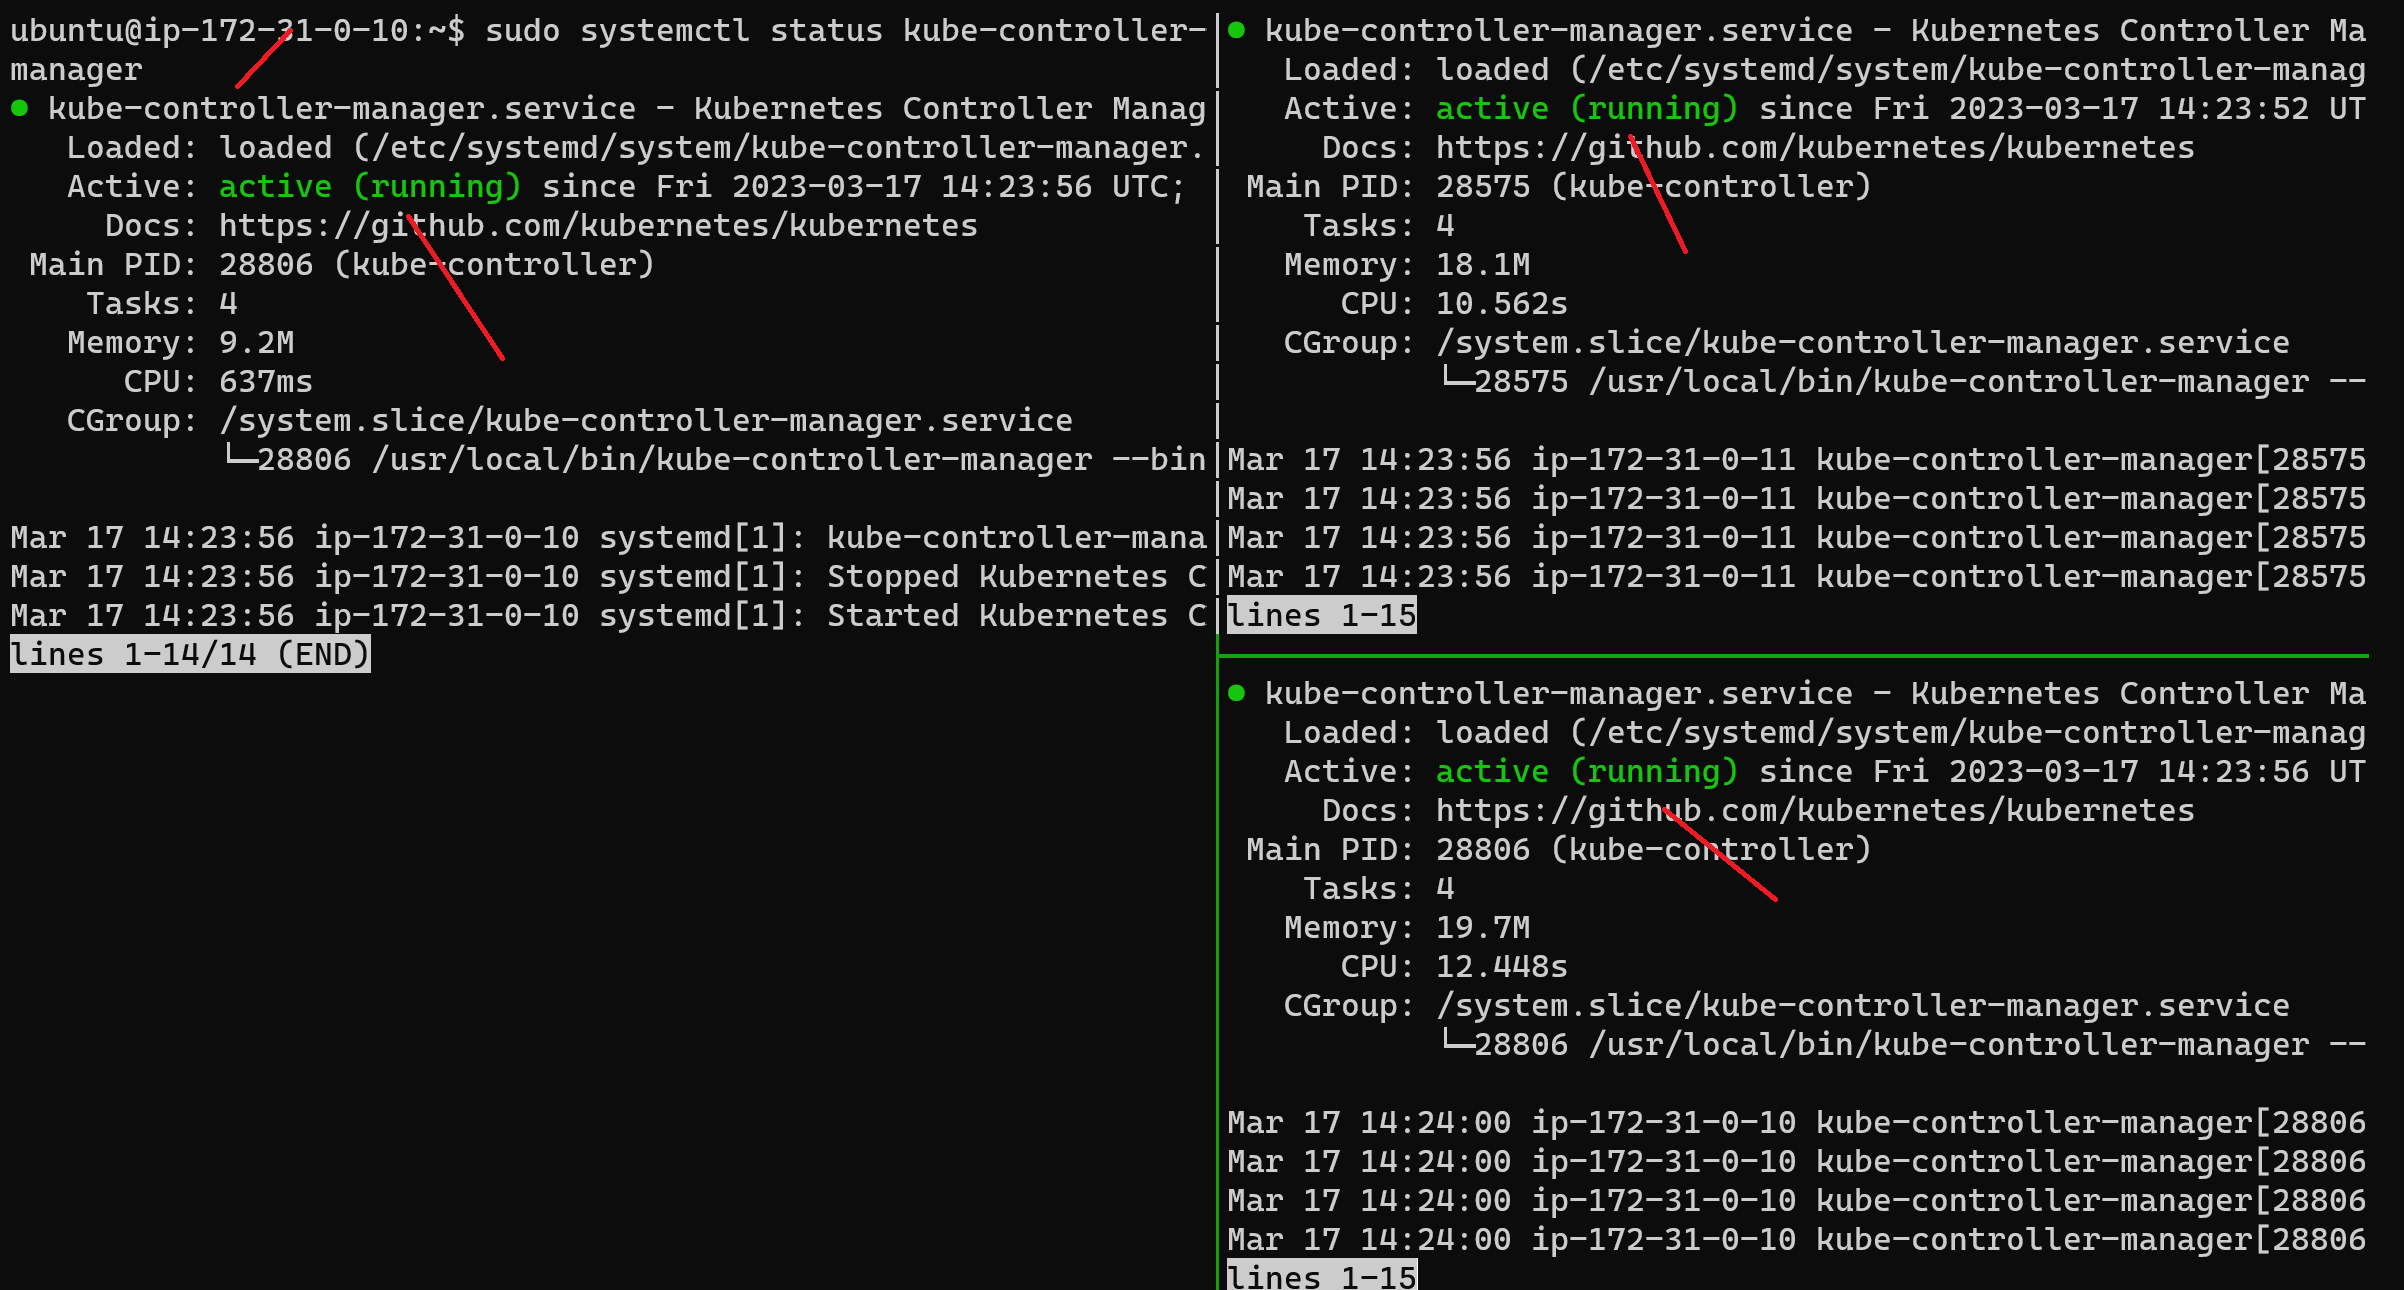 ubuntu@ip-172-31-0-10:~$ sudo systemctl status kube-controller-
manager
● kube-controller-manager.service - Kubernetes Controller Manag
Loaded: loaded (/etc/systemd/system/kube-controller-manager.
Active: active (running) since Fri 2023-03-17 14:23:56 UTC;
Docs: https://github.com/kubernetes/kubernetes
Main PID: 28806 (kube-controller)
Tasks: 4
Memory: 9.2M
CPU: 637ms
CGroup: /system.slice/kube-controller-manager.service
└─28806 /usr/local/bin/kube-controller-manager --bin
Mar 17 14:23:56 ip-172-31-0-10 systemd[1]: kube-controller-mana
Mar 17 14:23:56 ip-172-31-0-10 systemd[1]: Stopped Kubernetes C
Mar 17 14:23:56 ip-172-31-0-10 systemd[1]: Started Kubernetes C
lines 1-14/14 (END)
● kube-controller-manager.service - Kubernetes Controller Ma
Loaded: loaded (/etc/systemd/system/kube-controller-manag
Active: active (running) since Fri 2023-03-17 14:23:52 UT
Docs: https://github.com/kubernetes/kubernetes
Main PID: 28575 (kube-controller)
Tasks: 4
Memory: 18.1M
CPU: 10.562s
CGroup: /system.slice/kube-controller-manager.service
└─28575 /usr/local/bin/kube-controller-manager --
Mar 17 14:23:56 ip-172-31-0-11 kube-controller-manager[28575
Mar 17 14:23:56 ip-172-31-0-11 kube-controller-manager[28575
Mar 17 14:23:56 ip-172-31-0-11 kube-controller-manager[28575
Mar 17 14:23:56 ip-172-31-0-11 kube-controller-manager[28575
lines 1-15
● kube-controller-manager.service - Kubernetes Controller Ma
Loaded: loaded (/etc/systemd/system/kube-controller-manag
Active: active (running) since Fri 2023-03-17 14:23:56 UT
Docs: https://github.com/kubernetes/kubernetes
Main PID: 28806 (kube-controller)
Tasks: 4
Memory: 19.7M
CPU: 12.448s
CGroup: /system.slice/kube-controller-manager.service
└─28806 /usr/local/bin/kube-controller-manager --
Mar 17 14:24:00 ip-172-31-0-10 kube-controller-manager[28806
Mar 17 14:24:00 ip-172-31-0-10 kube-controller-manager[28806
Mar 17 14:24:00 ip-172-31-0-10 kube-controller-manager[28806
Mar 17 14:24:00 ip-172-31-0-10 kube-controller-manager[28806
lines 1-15